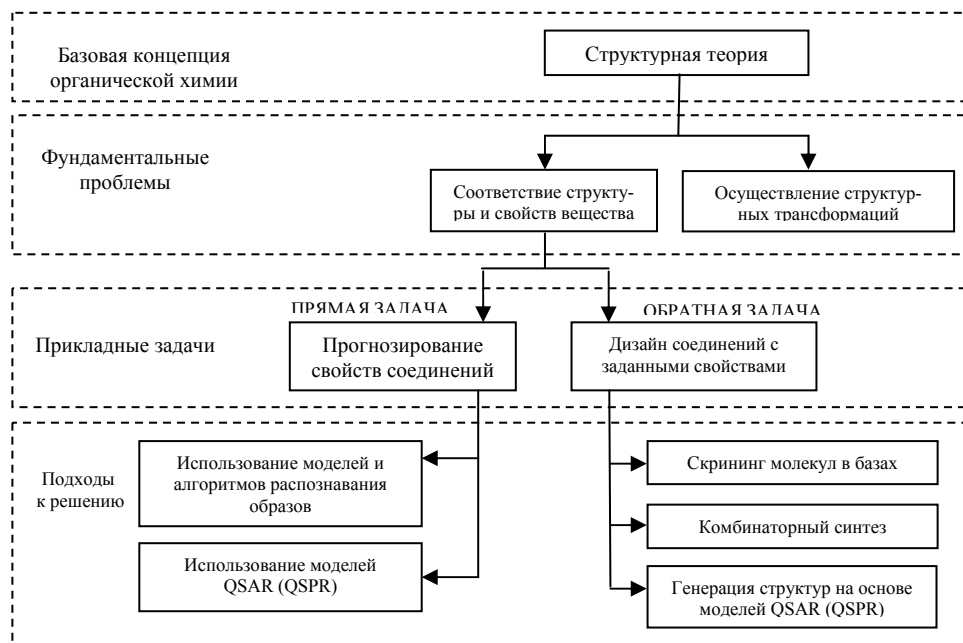 Базовая концепция
органической химии
Структурная теория
Фундаментальные
проблемы
Соответствие структу-
ры и свойств вещества
Осуществление структур-
ных трансформаций
Прикладные задачи
ПРЯМАЯ ЗАДАЧА
Прогнозирование
свойств соединений
ОБРАТНАЯ ЗАДАЧА
Дизайн соединений с
заданными свойствами
Подходы
к решению
Использование моделей и
алгоритмов распознавания
образов
Использование моделей
QSAR (QSPR)
Скрининг молекул в базах
Комбинаторный синтез
Генерация структур на основе
моделей QSAR (QSPR)